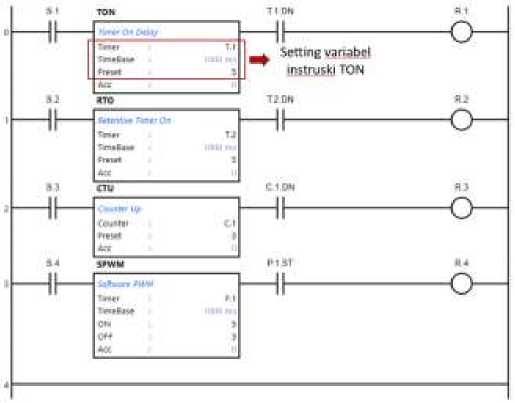 S.1 TON T.1.DN R.1
0
Timer On Delay
Timer : T.1
TimeBase : 1000 ms
Preset : 5
Acc : 0
Setting variabel
instruski TON
S.2 RTO T.2.DN R.2
1
Retentive Timer On
Timer : T.2
TimeBase : 1000 ms
Preset : 5
Acc : 0
S.3 CTU C.1.DN R.3
2
Counter Up
Counter : C.1
Preset : 3
Acc : 0
S.4 SPWM P.1.ST R.4
3
Software PWM
Timer : P.1
TimeBase : 1000 ms
ON : 3
OFF : 3
Acc : 0
4